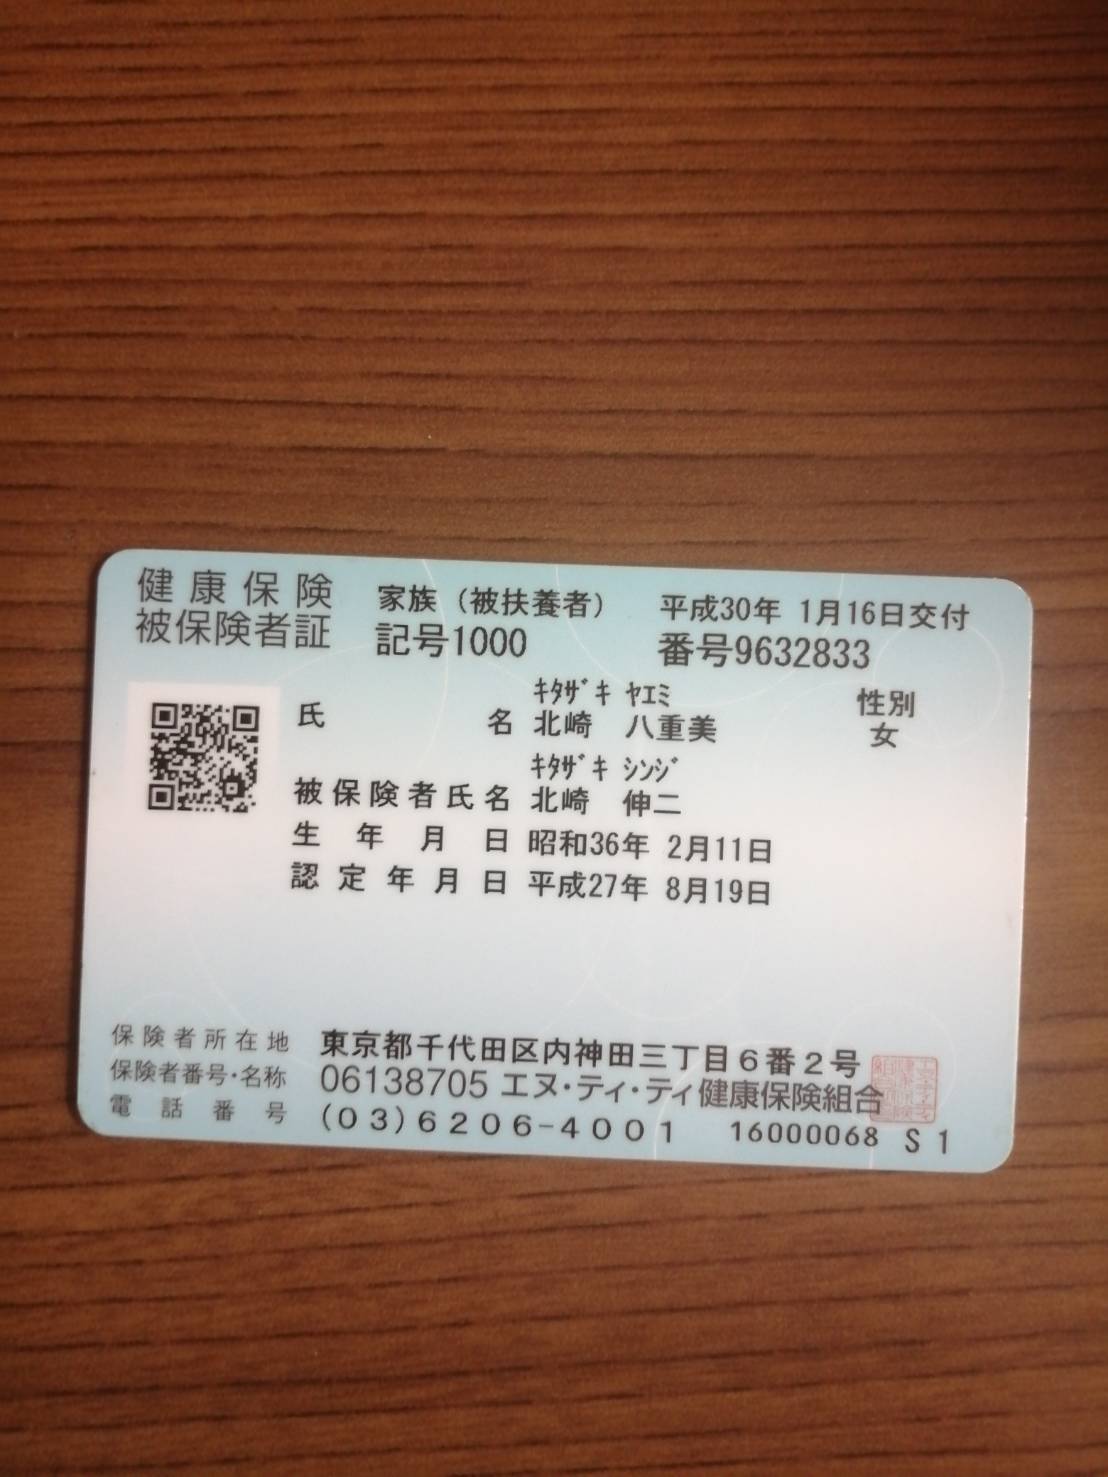 健康保険 家族（被扶養者） 平成30年 1月16日交付
被保険者証 記号1000 番号9632833
ｷﾀｻﾞｷ ﾔｴﾐ 性別
氏名 北崎 八重美 女
ｷﾀｻﾞｷ ｼﾝｼﾞ
被保険者氏名 北崎 伸二
生年月日 昭和36年 2月11日
認定年月日 平成27年 8月19日
保険者所在地 東京都千代田区内神田三丁目６番２号
保険者番号・名称 06138705 エヌ・ティ・ティ健康保険組合
電話番号 (０３)６２０６−４００１ 16000068 Ｓ１